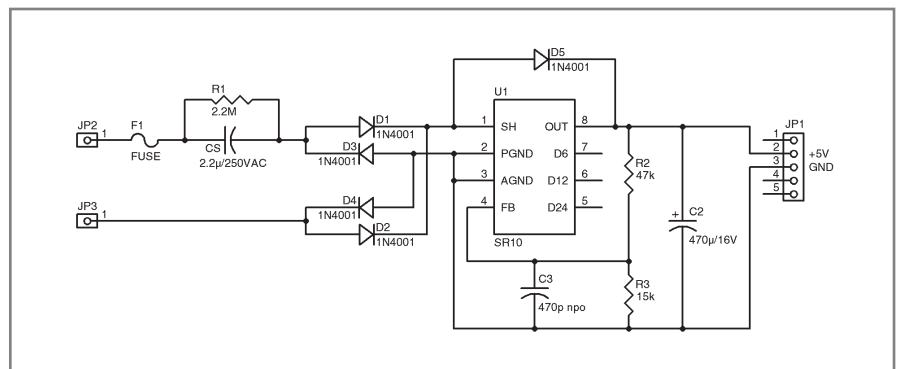 D5
1N4001
R1
2.2M
U1
JP2
1
F1
FUSE
CS
2.2µ/250VAC
D1
1N4001
D3
1N4001
1 SH OUT 8
2 PGND D6 7
3 AGND D12 6
4 FB D24 5
SR10
R2
47k
JP1
1
2 +5V
3 GND
4
5
JP3
1
D4
1N4001
D2
1N4001
+ C2
470µ/16V
C3
470p npo
R3
15k